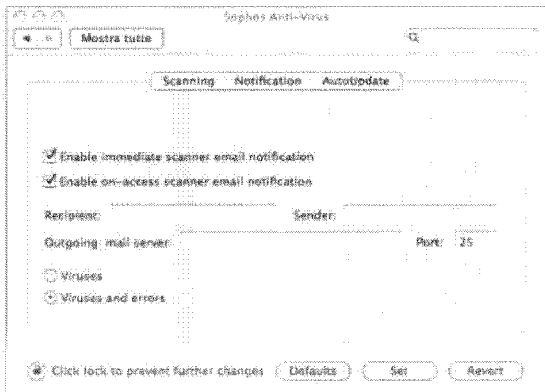 Sophos Anti-Virus
Mostra tutte
Scanning Notification AutoUpdate
Enable immediate scanner email notification
Enable on-access scanner email notification
Recipient: Sender:
Outgoing mail server: Port: 25
Viruses
Viruses and errors
Click lock to prevent further changes Defaults Set Revert